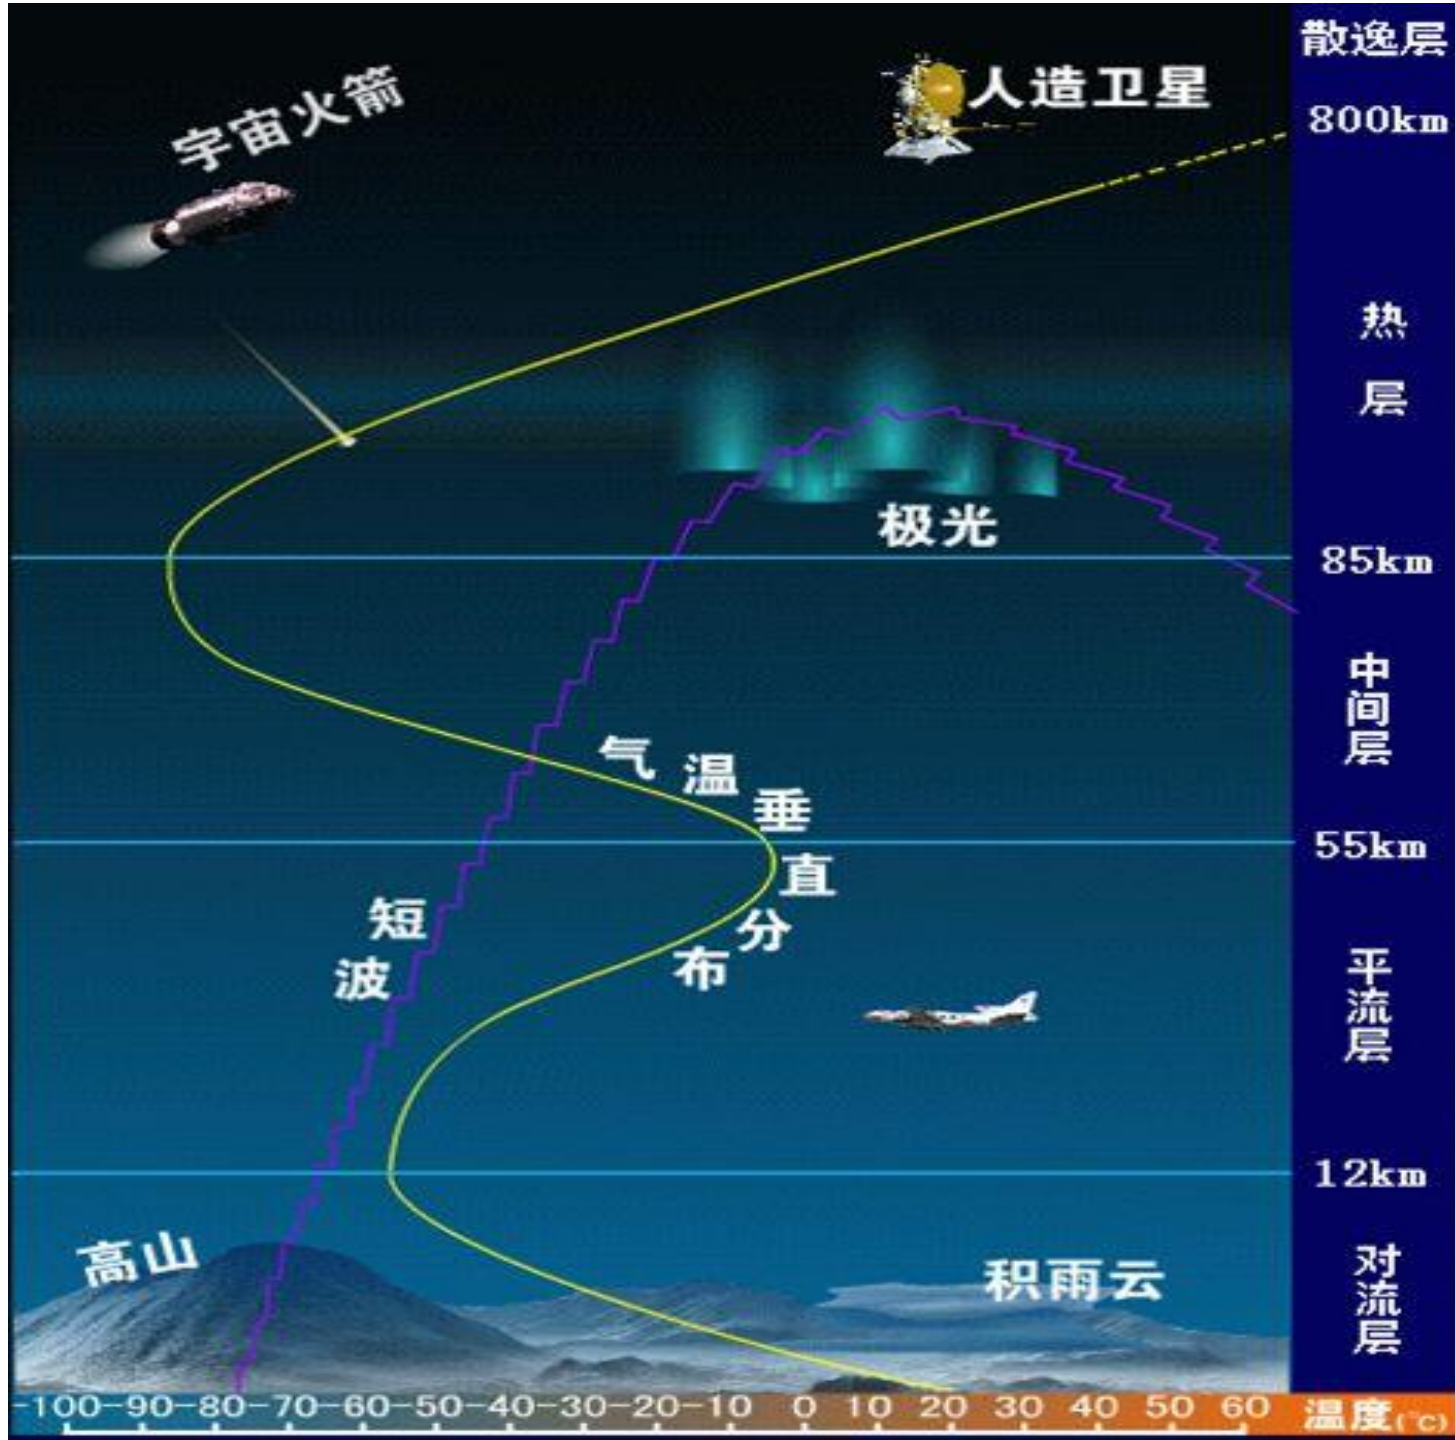 散逸层
人造卫星
宇宙火箭
800km
热层
极光
85km
中间层
气温垂直分布
55km
短波
平流层
12km
高山
积雨云
对流层
-100-90-80-70-60-50-40-30-20-10 0 10 20 30 40 50 60 温度(℃)